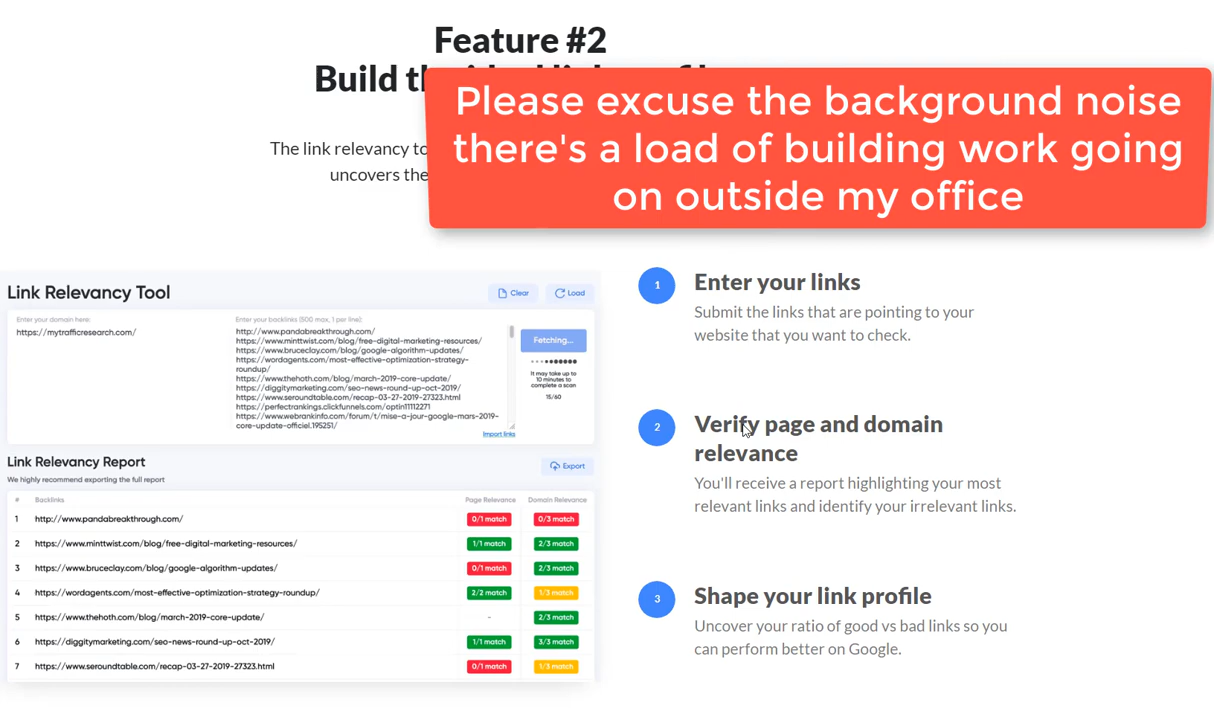 Feature #2
Build
Please excuse the background noise
there's a load of building work going
on outside my office
The link relevancy
uncovers the
Link Relevancy Tool
Clear
Load
Enter your domain here:
https://mytrafficresearch.com/
Enter your backlinks (500 max, 1 per line):
http://www.pandabreakthrough.com/
https://www.minttwist.com/blog/free-digital-marketing-resources/
https://www.bruceclay.com/blog/google-algorithm-updates/
https://wordagents.com/most-effective-optimization-strategy-
roundup/
https://www.thehoth.com/blog/march-2019-core-update/
https://diggitymarketing.com/seo-news-round-up-oct-2019/
https://www.seroundtable.com/recap-03-27-2019-27323.html
https://perfectrankings.clickfunnels.com/optin11112271
https://www.webrankinfo.com/forum/t/mise-a-jour-google-mars-2019-
core-update-officiel.195251/
Fetching...
It may take up to
10 minutes to
complete a scan
15/60
Import links
Link Relevancy Report
We highly recommend exporting the full report
Export
# Backlinks Page Relevance Domain Relevance
1 http://www.pandabreakthrough.com/ 0/1 match 0/3 match
2 https://www.minttwist.com/blog/free-digital-marketing-resources/ 1/1 match 2/3 match
3 https://www.bruceclay.com/blog/google-algorithm-updates/ 0/1 match 2/3 match
4 https://wordagents.com/most-effective-optimization-strategy-roundup/ 2/2 match 1/3 match
5 https://www.thehoth.com/blog/march-2019-core-update/ - 2/3 match
6 https://diggitymarketing.com/seo-news-round-up-oct-2019/ 1/1 match 3/3 match
7 https://www.seroundtable.com/recap-03-27-2019-27323.html 0/1 match 1/3 match
1
Enter your links
Submit the links that are pointing to your
website that you want to check.
2
Verify page and domain
relevance
You'll receive a report highlighting your most
relevant links and identify your irrelevant links.
3
Shape your link profile
Uncover your ratio of good vs bad links so you
can perform better on Google.